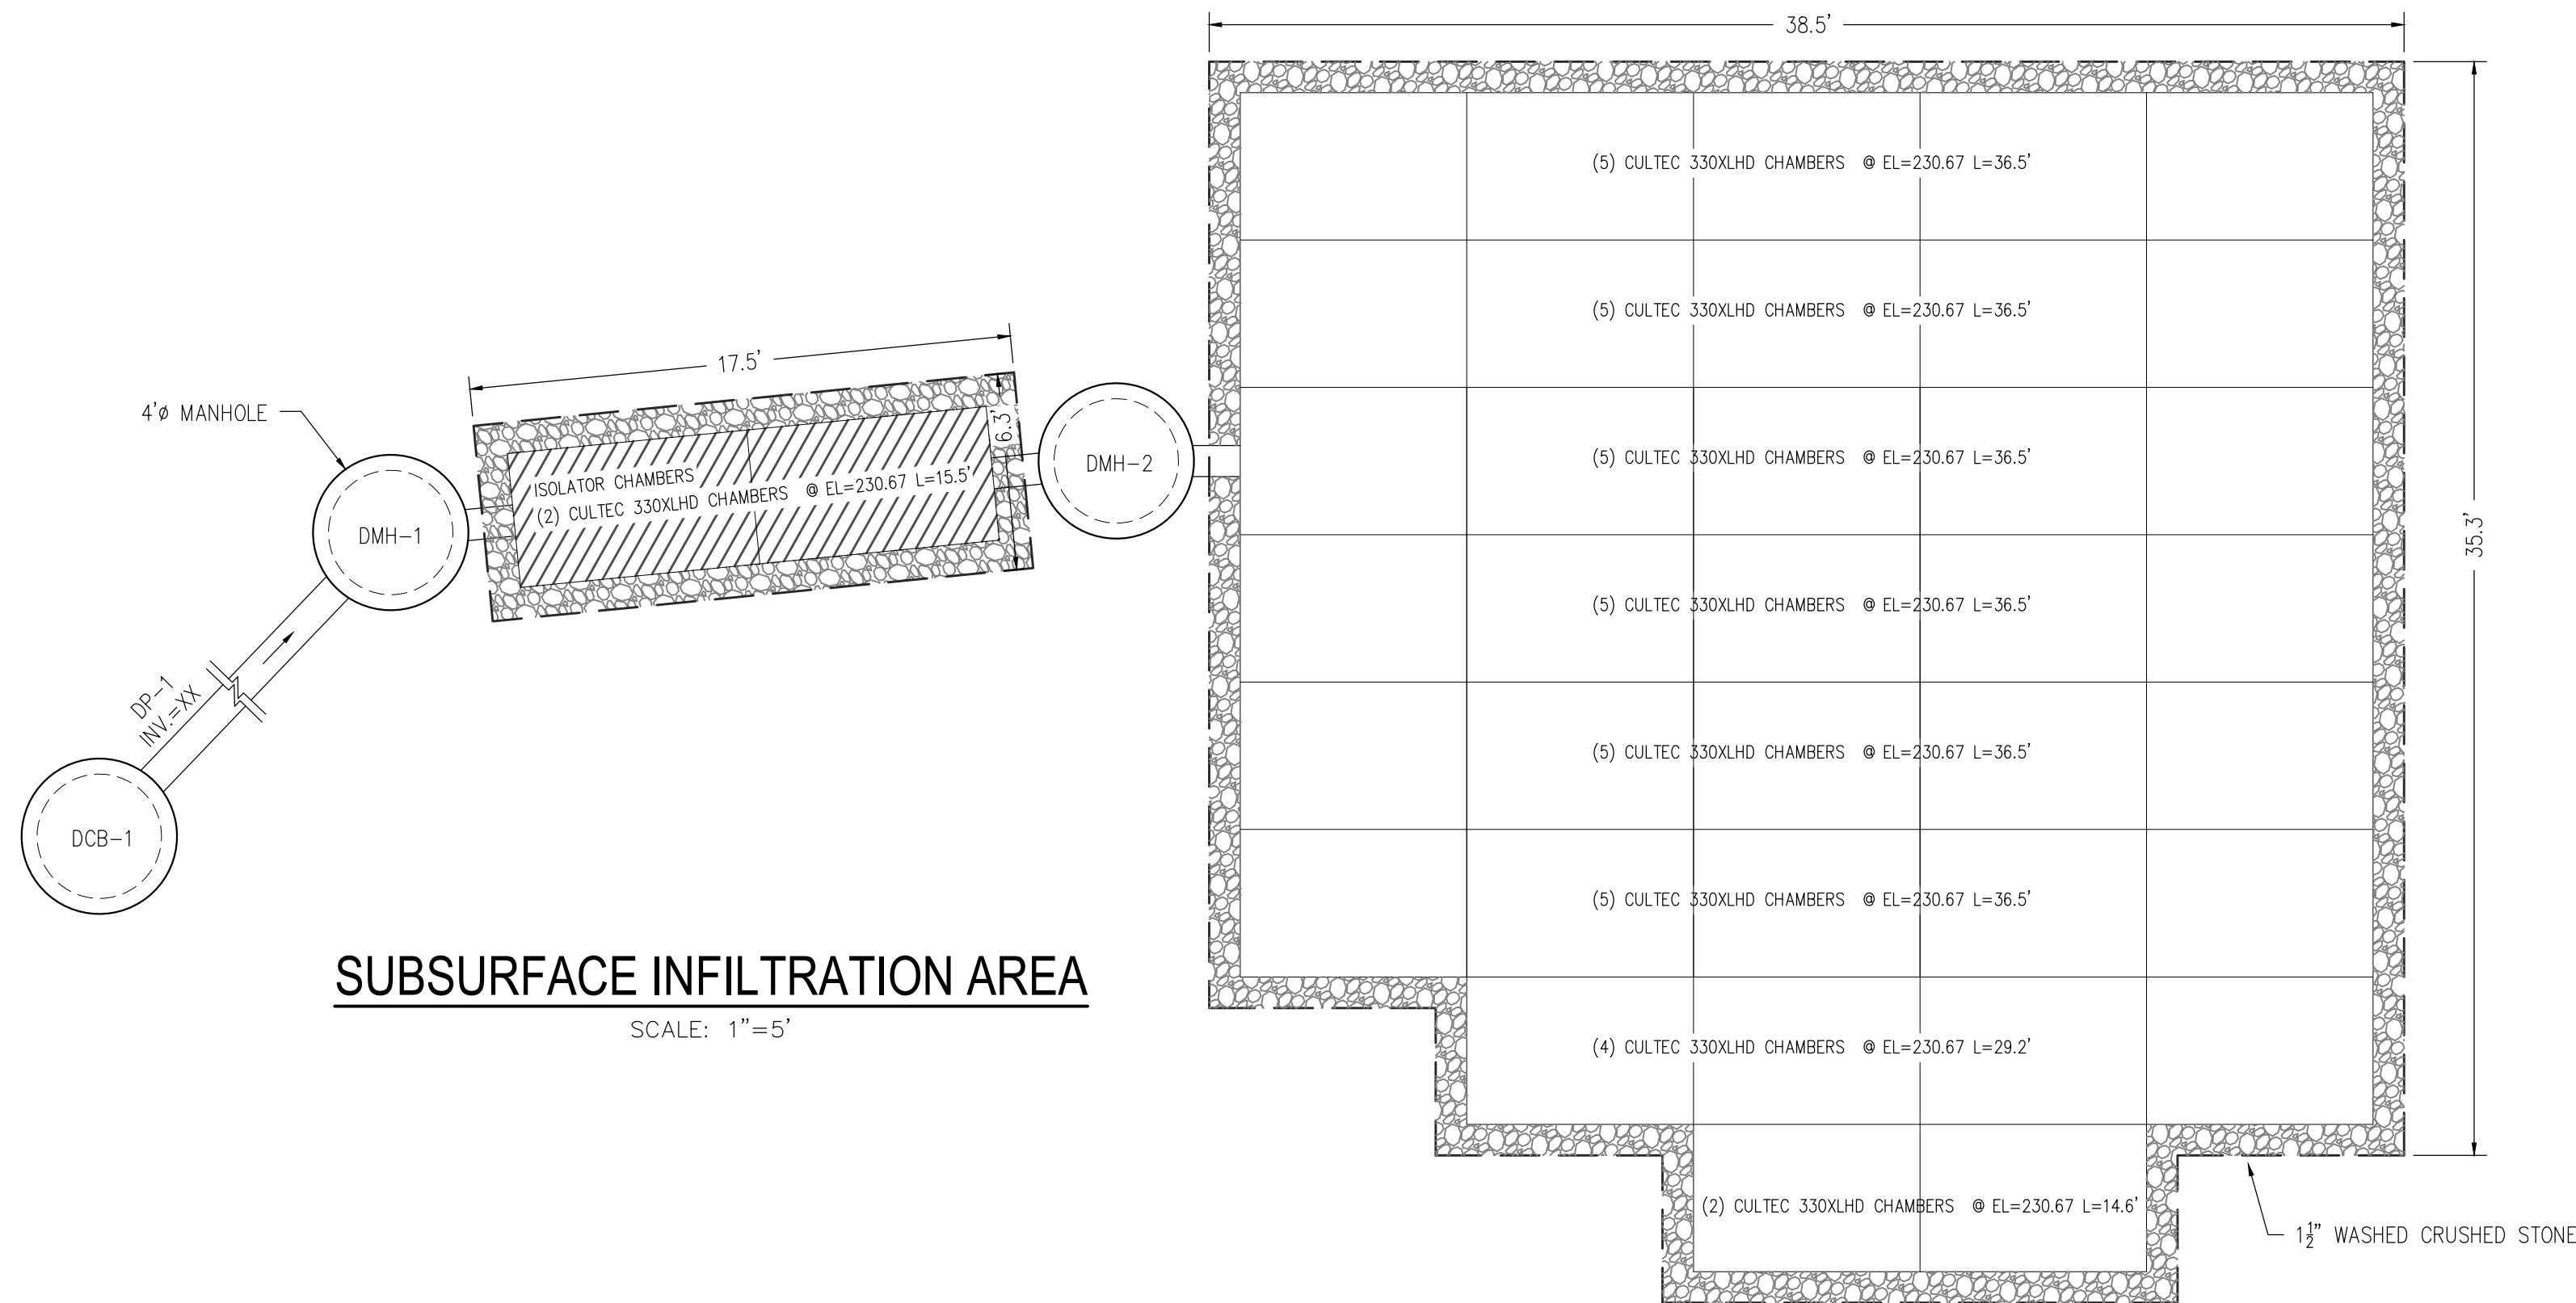 38.5'
(5) CULTEC 330XLHD CHAMBERS @ EL=230.67 L=36.5'
(5) CULTEC 330XLHD CHAMBERS @ EL=230.67 L=36.5'
17.5'
4'ø MANHOLE
6.3'
ISOLATOR CHAMBERS
(2) CULTEC 330XLHD CHAMBERS @ EL=230.67 L=15.5'
DMH-1
DMH-2
(5) CULTEC 330XLHD CHAMBERS @ EL=230.67 L=36.5'
35.3'
(5) CULTEC 330XLHD CHAMBERS @ EL=230.67 L=36.5'
DP-1
INV.=XX
(5) CULTEC 330XLHD CHAMBERS @ EL=230.67 L=36.5'
DCB-1
(5) CULTEC 330XLHD CHAMBERS @ EL=230.67 L=36.5'
SUBSURFACE INFILTRATION AREA
SCALE: 1"=5'
(4) CULTEC 330XLHD CHAMBERS @ EL=230.67 L=29.2'
(2) CULTEC 330XLHD CHAMBERS @ EL=230.67 L=14.6'
1½" WASHED CRUSHED STONE